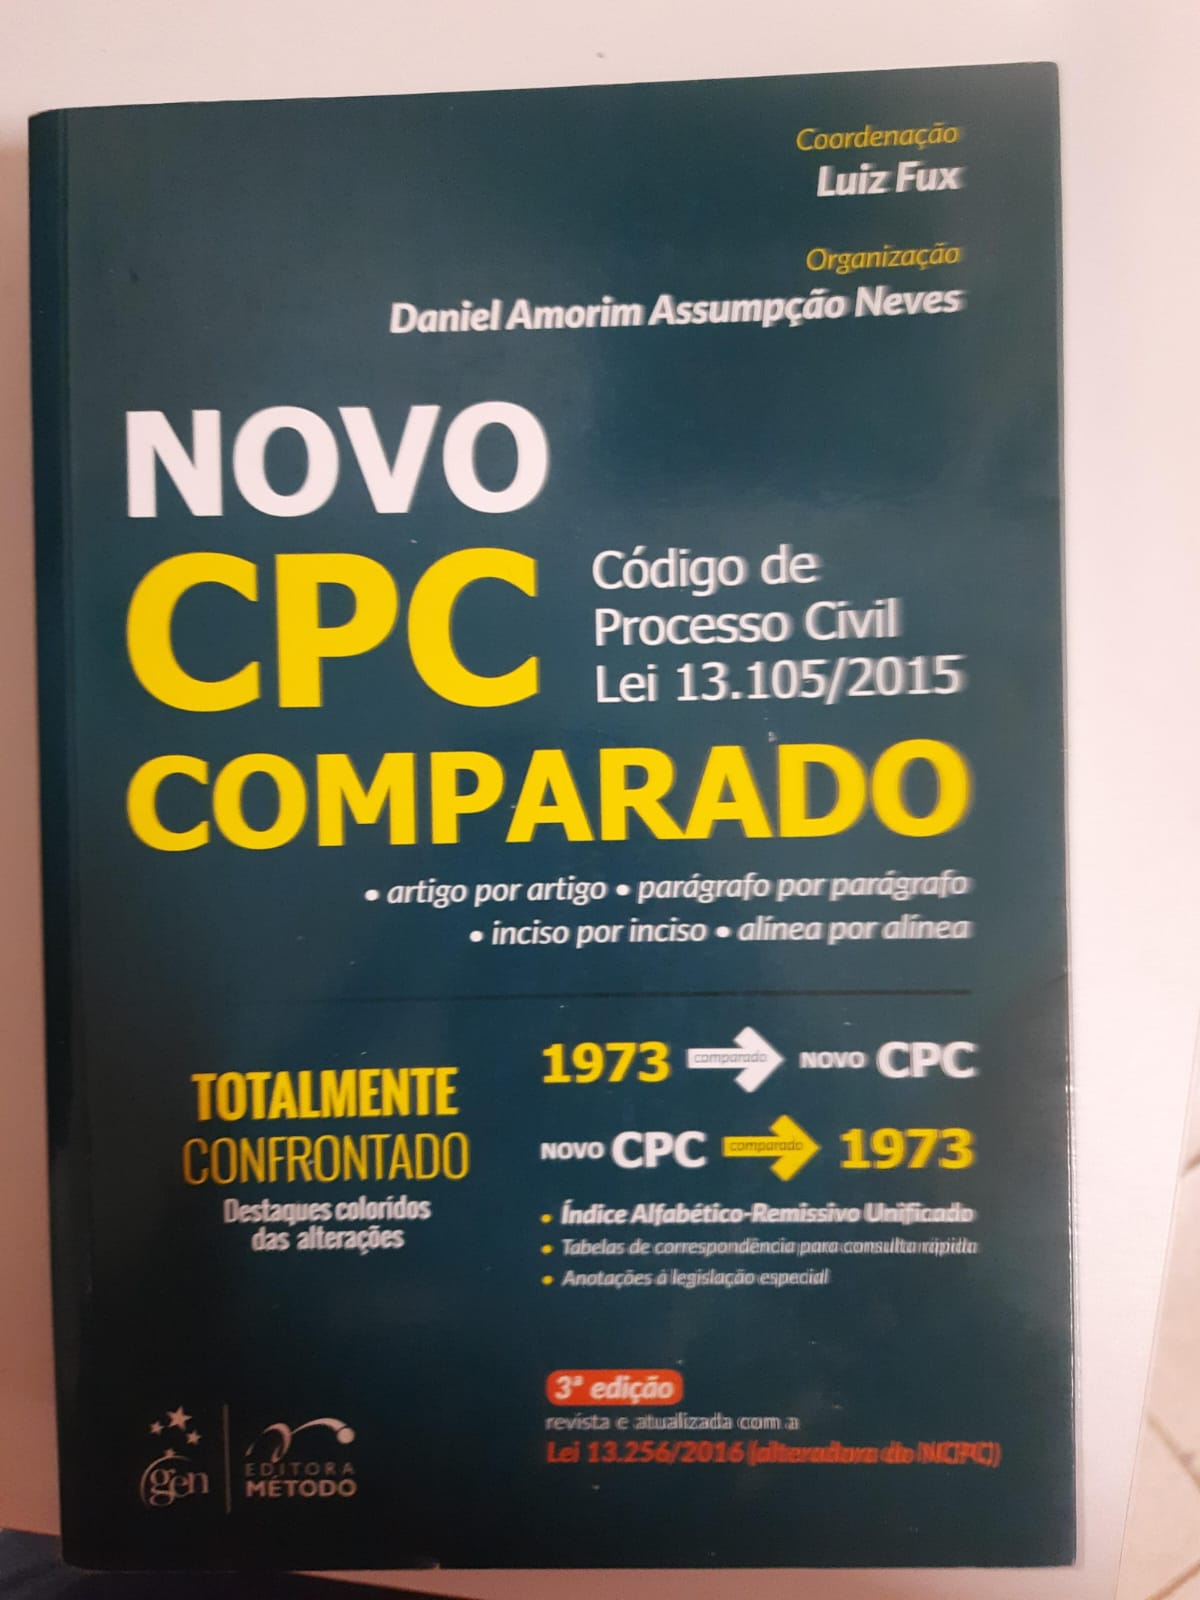 Coordenação
Luiz Fux
Organização
Daniel Amorim Assumpção Neves
NOVO
CPC
Código de
Processo Civil
Lei 13.105/2015
COMPARADO
• artigo por artigo • parágrafo por parágrafo
• inciso por inciso • alínea por alínea
TOTALMENTE
CONFRONTADO
Destaques coloridos
das alterações
1973 comparado NOVO CPC
NOVO CPC comparado 1973
• Índice Alfabético-Remissivo Unificado
• Tabelas de correspondência para consulta rápida
• Anotações à legislação especial
3ª edição
revista e atualizada com a
Lei 13.256/2016 (alteradora do NCPC)
gen
EDITORA
MÉTODO